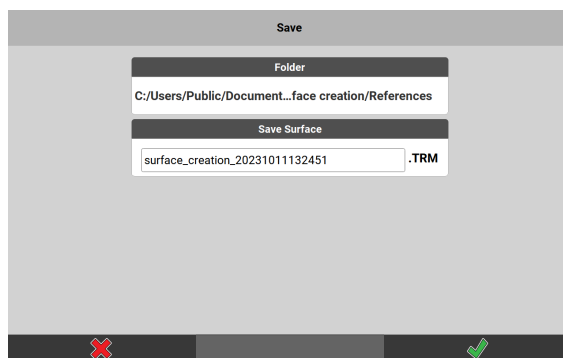 Save
Folder
C:/Users/Public/Document...face creation/References
Save Surface
surface_creation_20231011132451 .TRM